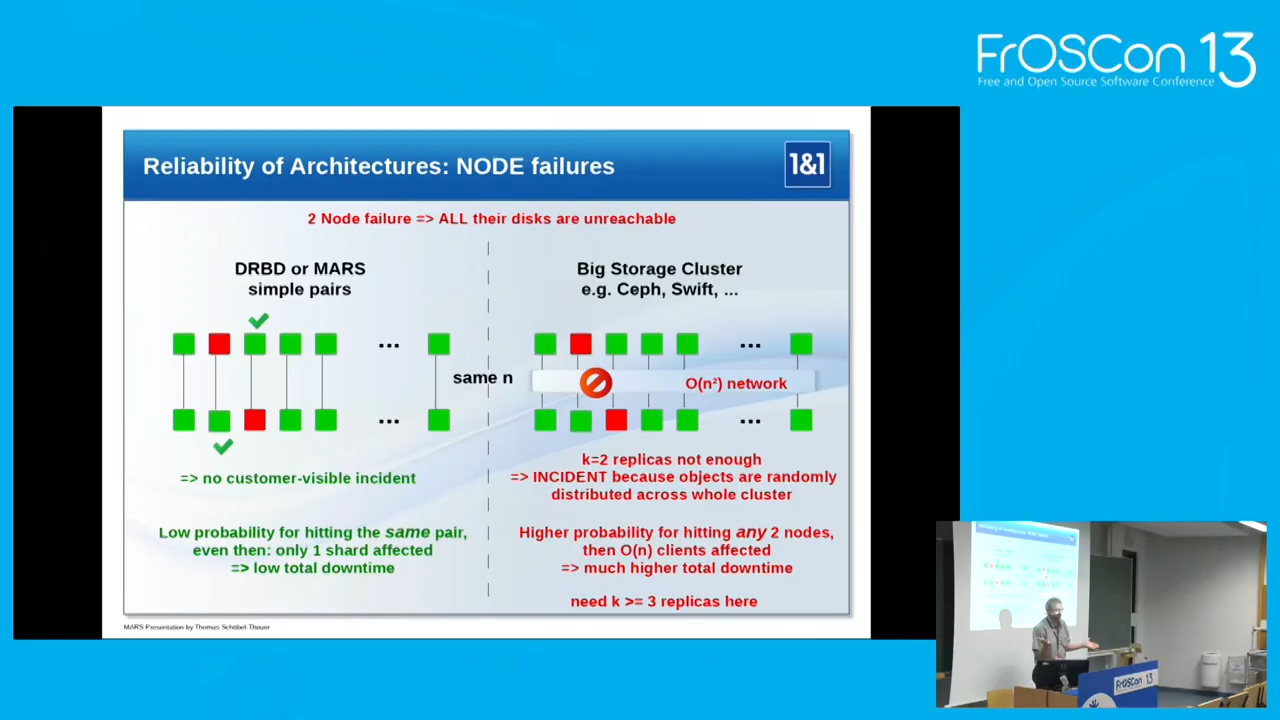 FrOSCon 13
Free and Open Source Software Conference
Reliability of Architectures: NODE failures
1&1
2 Node failure => ALL their disks are unreachable
DRBD or MARS
simple pairs
Big Storage Cluster
e.g. Ceph, Swift, ...
...
...
same n
O(n²) network
...
...
=> no customer-visible incident
k=2 replicas not enough
=> INCIDENT because objects are randomly
distributed across whole cluster
Low probability for hitting the same pair,
even then: only 1 shard affected
=> low total downtime
Higher probability for hitting any 2 nodes,
then O(n) clients affected
=> much higher total downtime
need k >= 3 replicas here
MARS Presentation by Thomas Schöbel-Theuer
FrOSCon 13